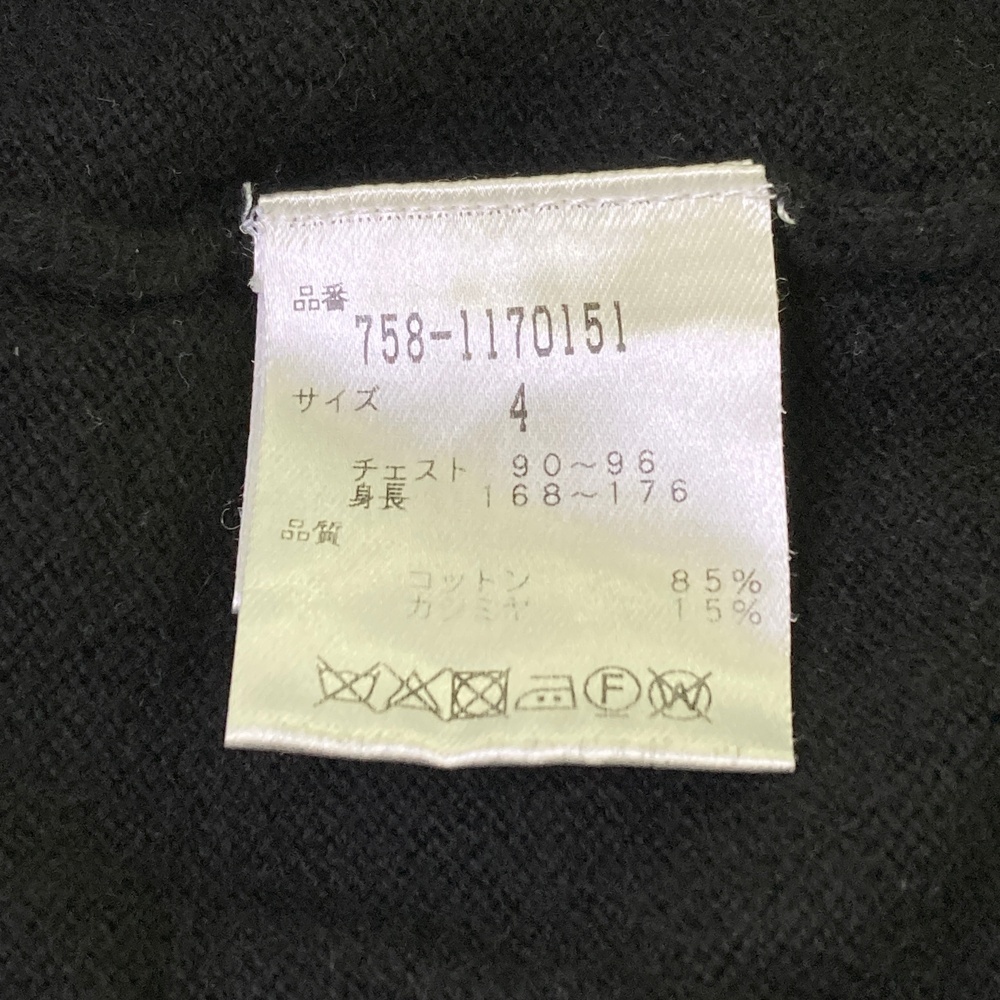 品番
758-1170151
サイズ 4
チェスト 90~96
身長 168~176
品質
コットン 85%
カシミヤ 15%
F W